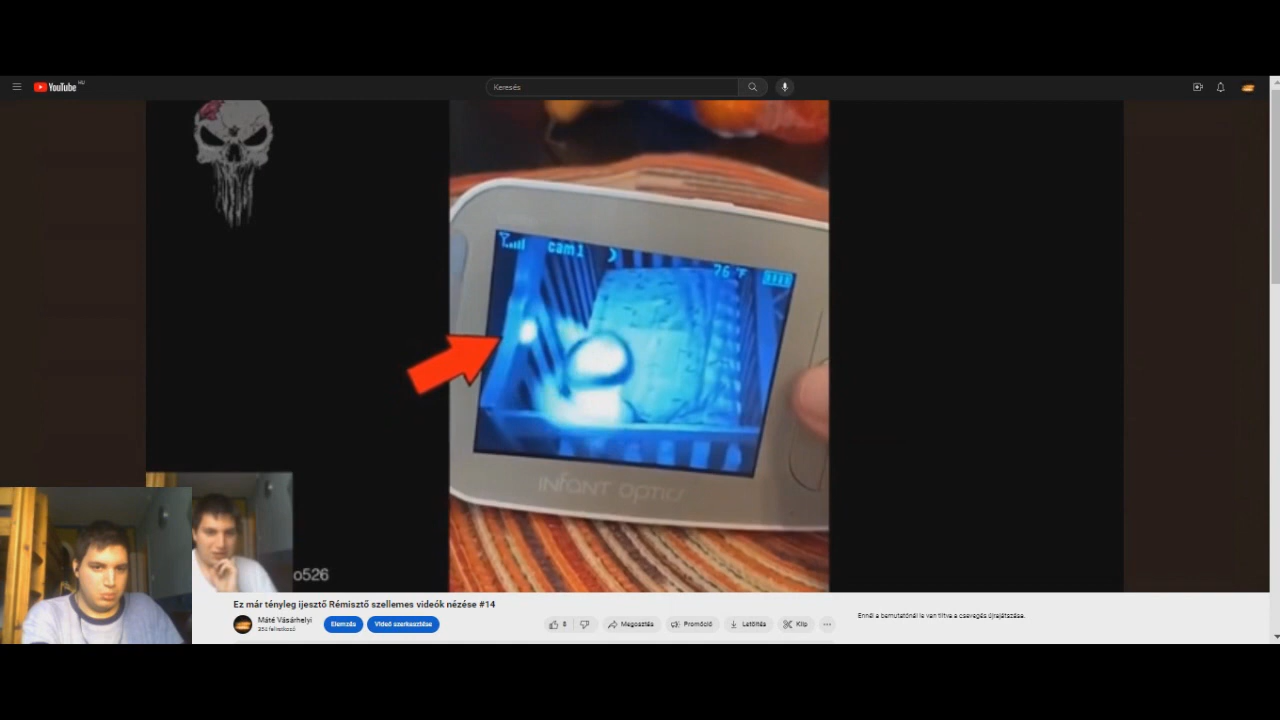 YouTube HU
Keresés
cam1
76 °F
INFANT OPTICS
o526
Ez már tényleg ijesztő Rémisztő szellemes videók nézése #14
Máté Vásárhelyi
Elemzés
Videó szerkesztése
8
Megosztás
Promóció
Letöltés
Klip
Ennél a bemutatónál le van tiltva a csevegés újrajátszása.